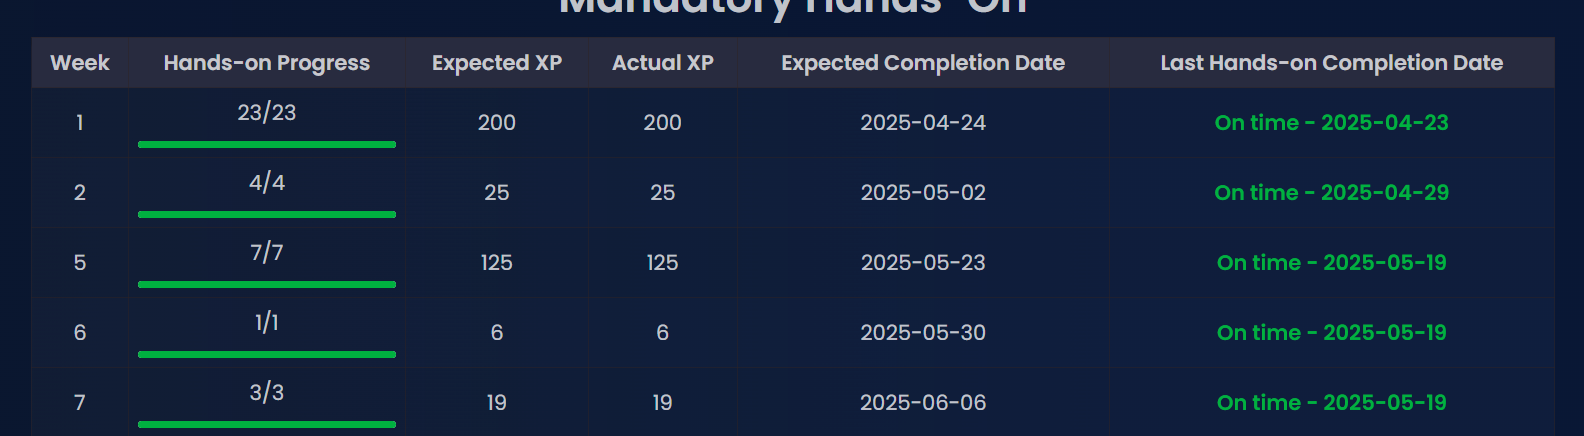 Mandatory Hands-On
Week Hands-on Progress Expected XP Actual XP Expected Completion Date Last Hands-on Completion Date
1 23/23 200 200 2025-04-24 On time - 2025-04-23
2 4/4 25 25 2025-05-02 On time - 2025-04-29
5 7/7 125 125 2025-05-23 On time - 2025-05-19
6 1/1 6 6 2025-05-30 On time - 2025-05-19
7 3/3 19 19 2025-06-06 On time - 2025-05-19